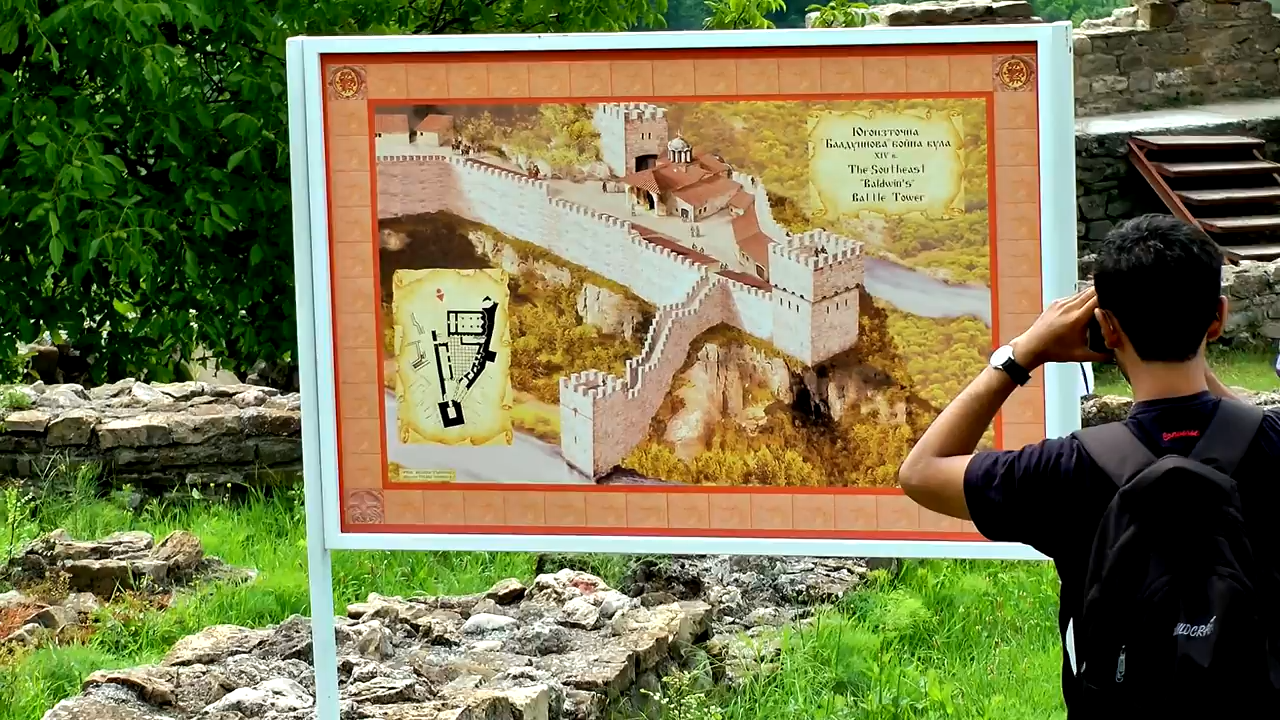 Югоизточна
"Балдуинова" бойна кула
XIV в.
The Southeast
"Baldwin's"
Battle Tower